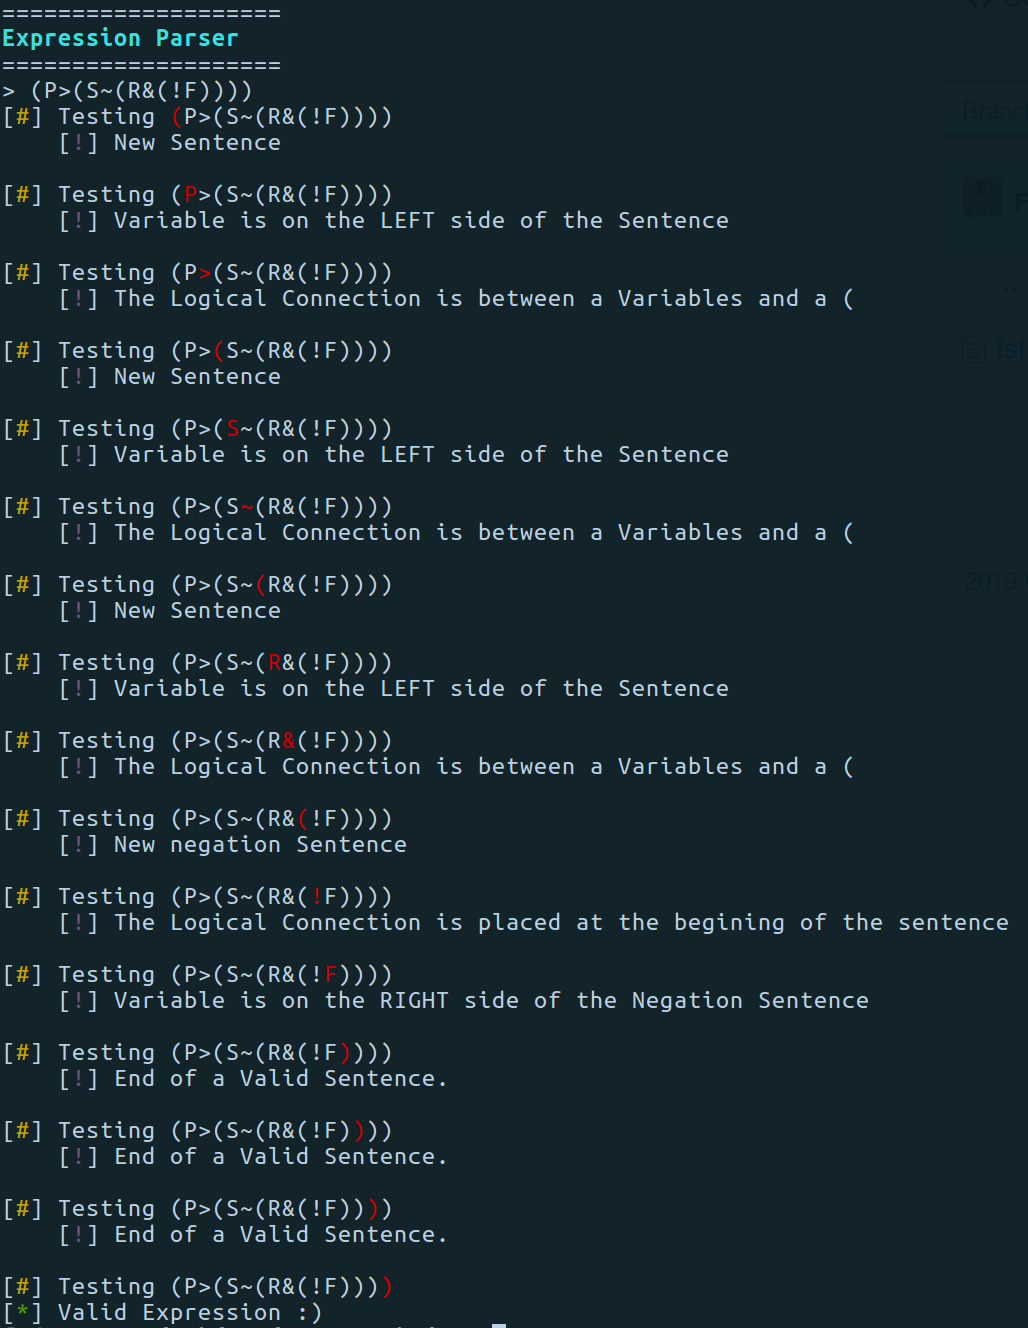 ====================
Expression Parser
====================
> (P>(S~(R&(!F))))
[#] Testing (P>(S~(R&(!F))))
[!] New Sentence
[#] Testing (P>(S~(R&(!F))))
[!] Variable is on the LEFT side of the Sentence
[#] Testing (P>(S~(R&(!F))))
[!] The Logical Connection is between a Variables and a (
[#] Testing (P>(S~(R&(!F))))
[!] New Sentence
[#] Testing (P>(S~(R&(!F))))
[!] Variable is on the LEFT side of the Sentence
[#] Testing (P>(S~(R&(!F))))
[!] The Logical Connection is between a Variables and a (
[#] Testing (P>(S~(R&(!F))))
[!] New Sentence
[#] Testing (P>(S~(R&(!F))))
[!] Variable is on the LEFT side of the Sentence
[#] Testing (P>(S~(R&(!F))))
[!] The Logical Connection is between a Variables and a (
[#] Testing (P>(S~(R&(!F))))
[!] New negation Sentence
[#] Testing (P>(S~(R&(!F))))
[!] The Logical Connection is placed at the begining of the sentence
[#] Testing (P>(S~(R&(!F))))
[!] Variable is on the RIGHT side of the Negation Sentence
[#] Testing (P>(S~(R&(!F))))
[!] End of a Valid Sentence.
[#] Testing (P>(S~(R&(!F))))
[!] End of a Valid Sentence.
[#] Testing (P>(S~(R&(!F))))
[!] End of a Valid Sentence.
[#] Testing (P>(S~(R&(!F))))
[*] Valid Expression :)
© 2019